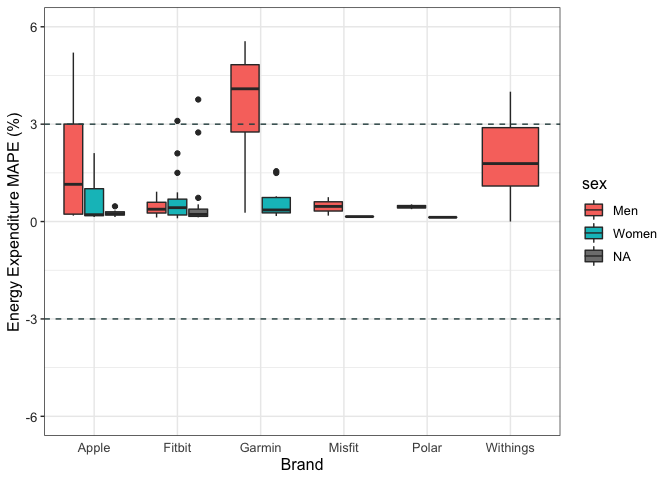 Energy Expenditure MAPE (%)
6
3
0
-3
-6
Apple Fitbit Garmin Misfit Polar Withings
Brand
sex
Men
Women
NA